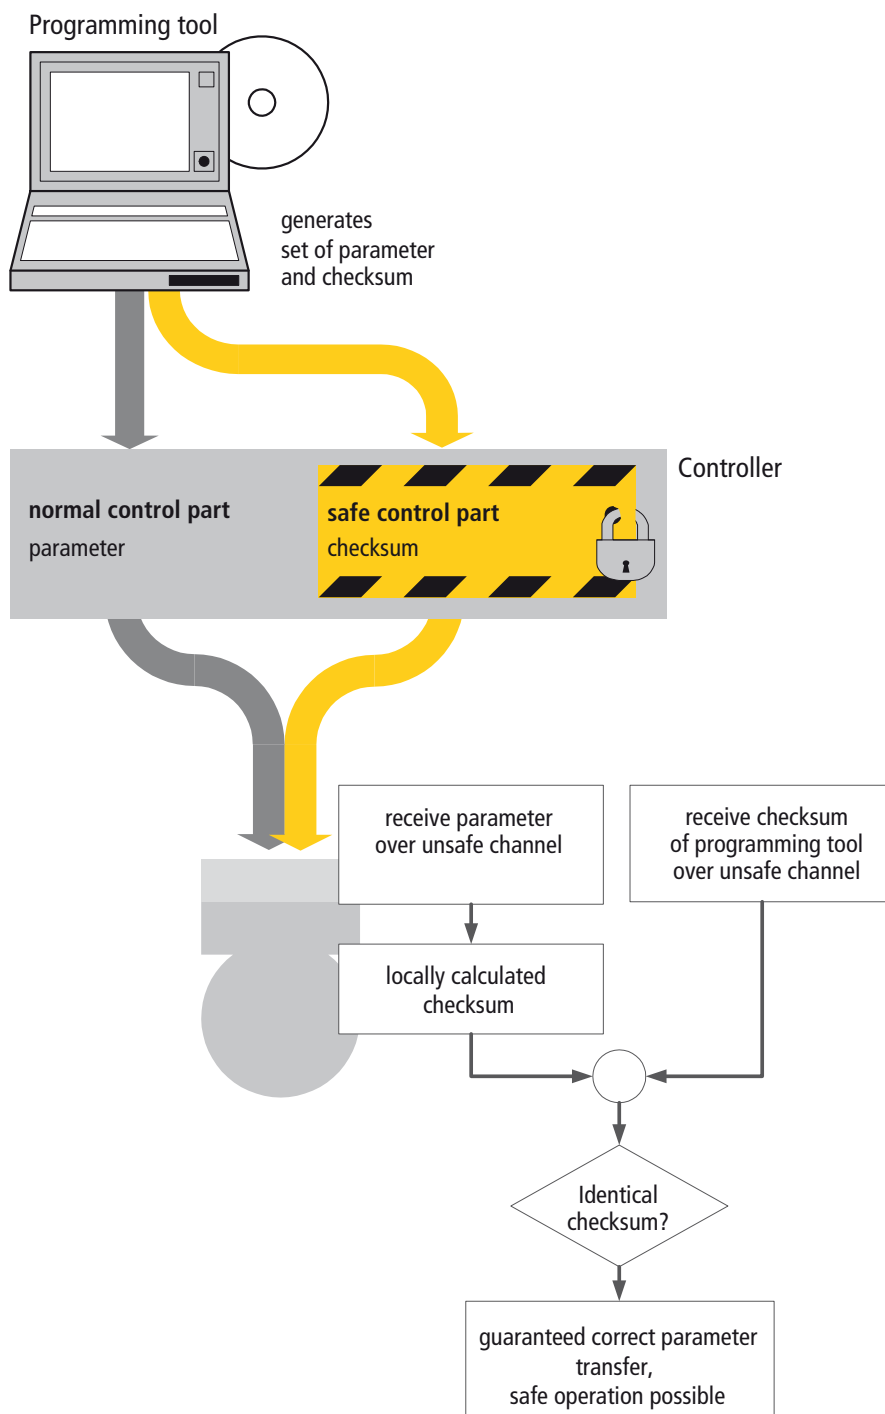 Programming tool
generates
set of parameter
and checksum
Controller
normal control part
parameter
safe control part
checksum
receive parameter
over unsafe channel
receive checksum
of programming tool
over unsafe channel
locally calculated
checksum
Identical
checksum?
guaranteed correct parameter
transfer,
safe operation possible